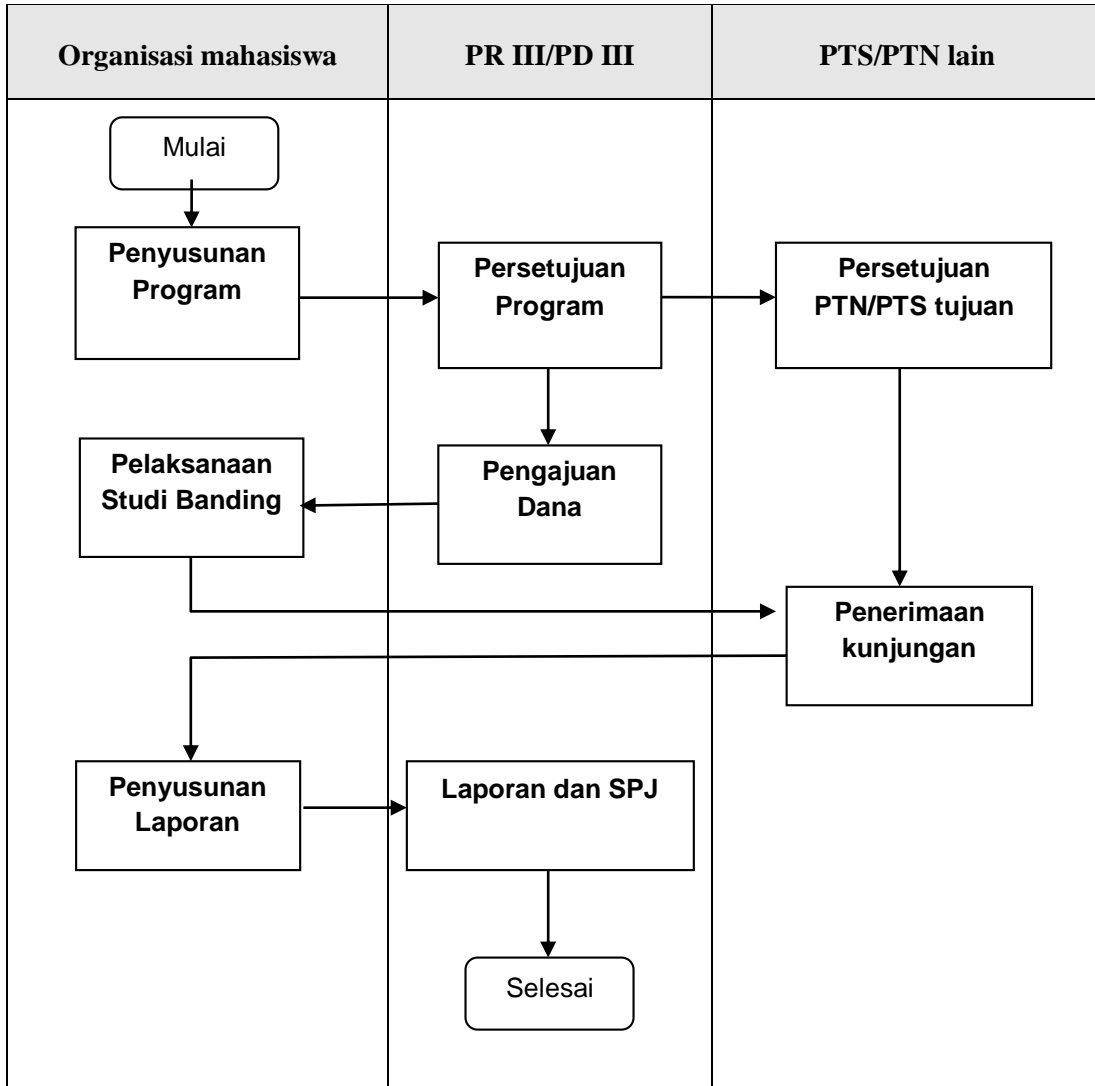 Organisasi mahasiswa
PR III/PD III
PTS/PTN lain
Mulai
Penyusunan
Program
Persetujuan
Program
Persetujuan
PTN/PTS tujuan
Pelaksanaan
Studi Banding
Pengajuan
Dana
Penerimaan
kunjungan
Penyusunan
Laporan
Laporan dan SPJ
Selesai